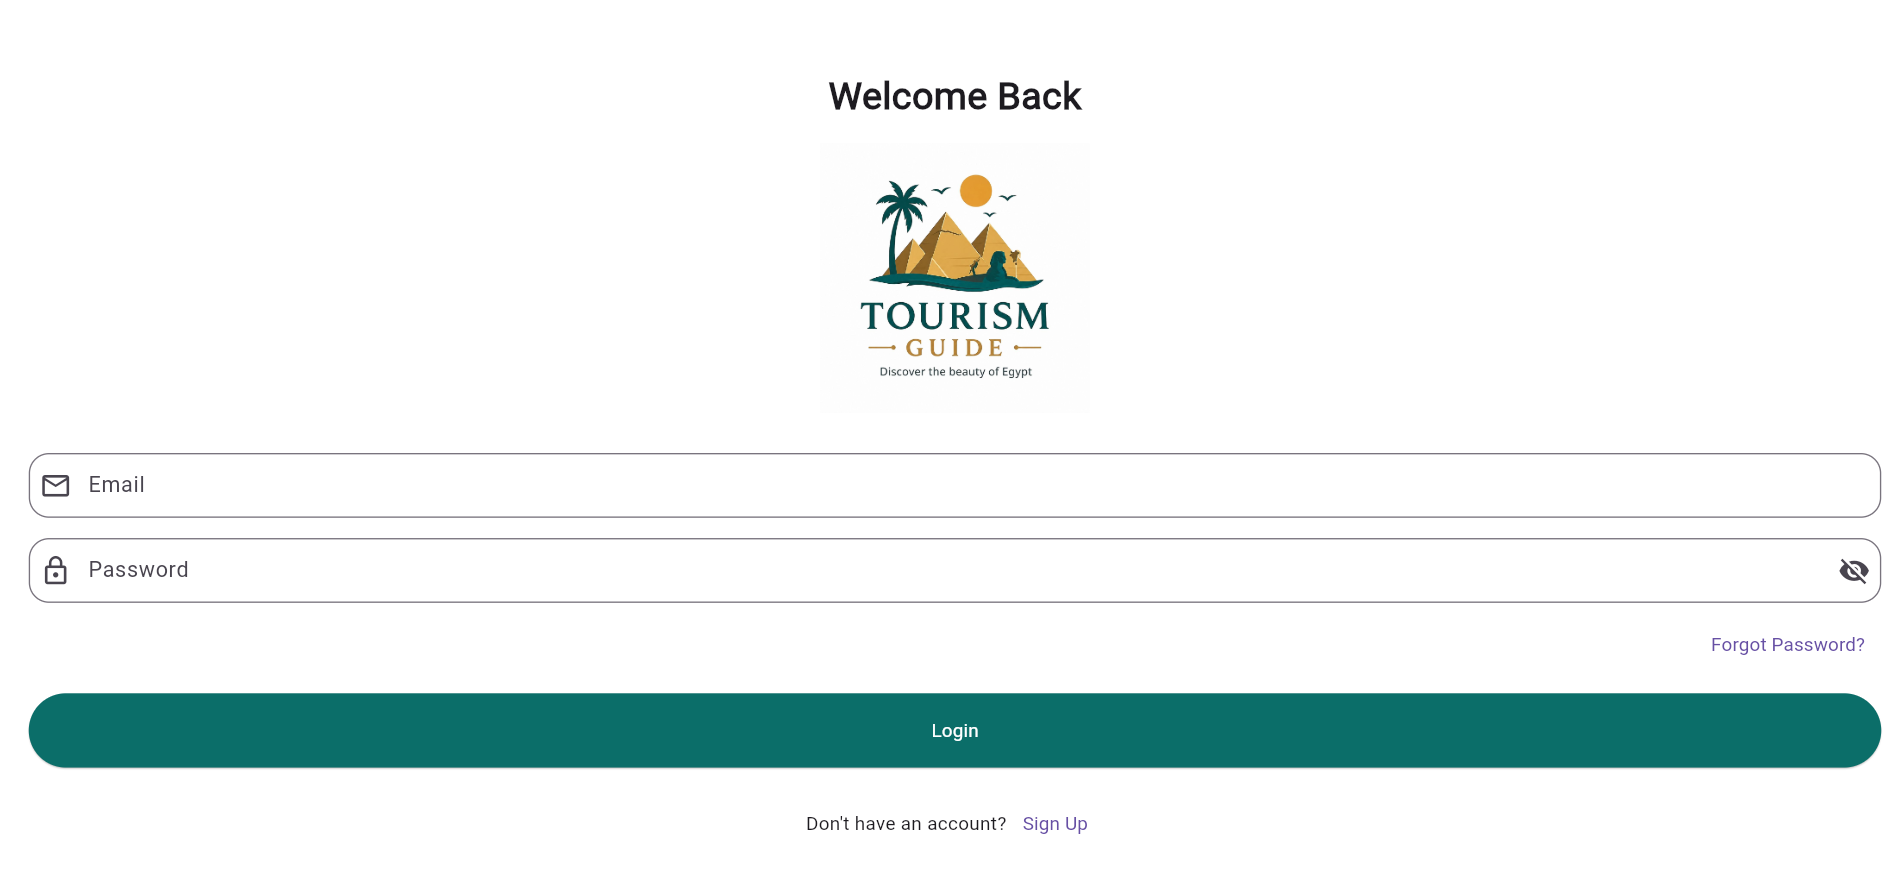 Welcome Back
TOURISM
GUIDE
Discover the beauty of Egypt
Email
Password
Forgot Password?
Login
Don't have an account? Sign Up